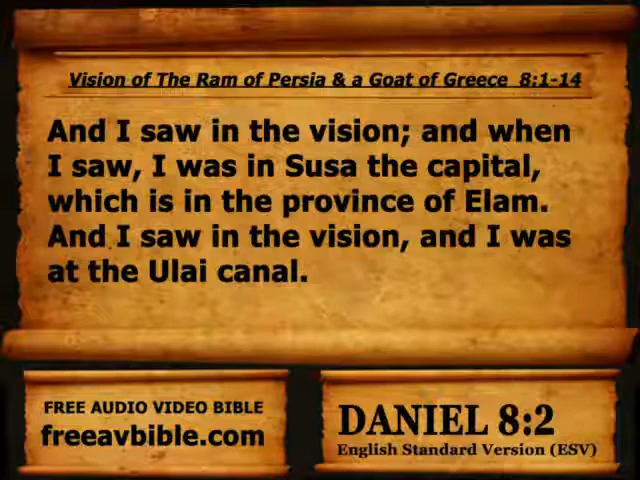 Vision of The Ram of Persia & a Goat of Greece 8:1-14
And I saw in the vision; and when
I saw, I was in Susa the capital,
which is in the province of Elam.
And I saw in the vision, and I was
at the Ulai canal.
FREE AUDIO VIDEO BIBLE
freeavbible.com
DANIEL 8:2
English Standard Version (ESV)